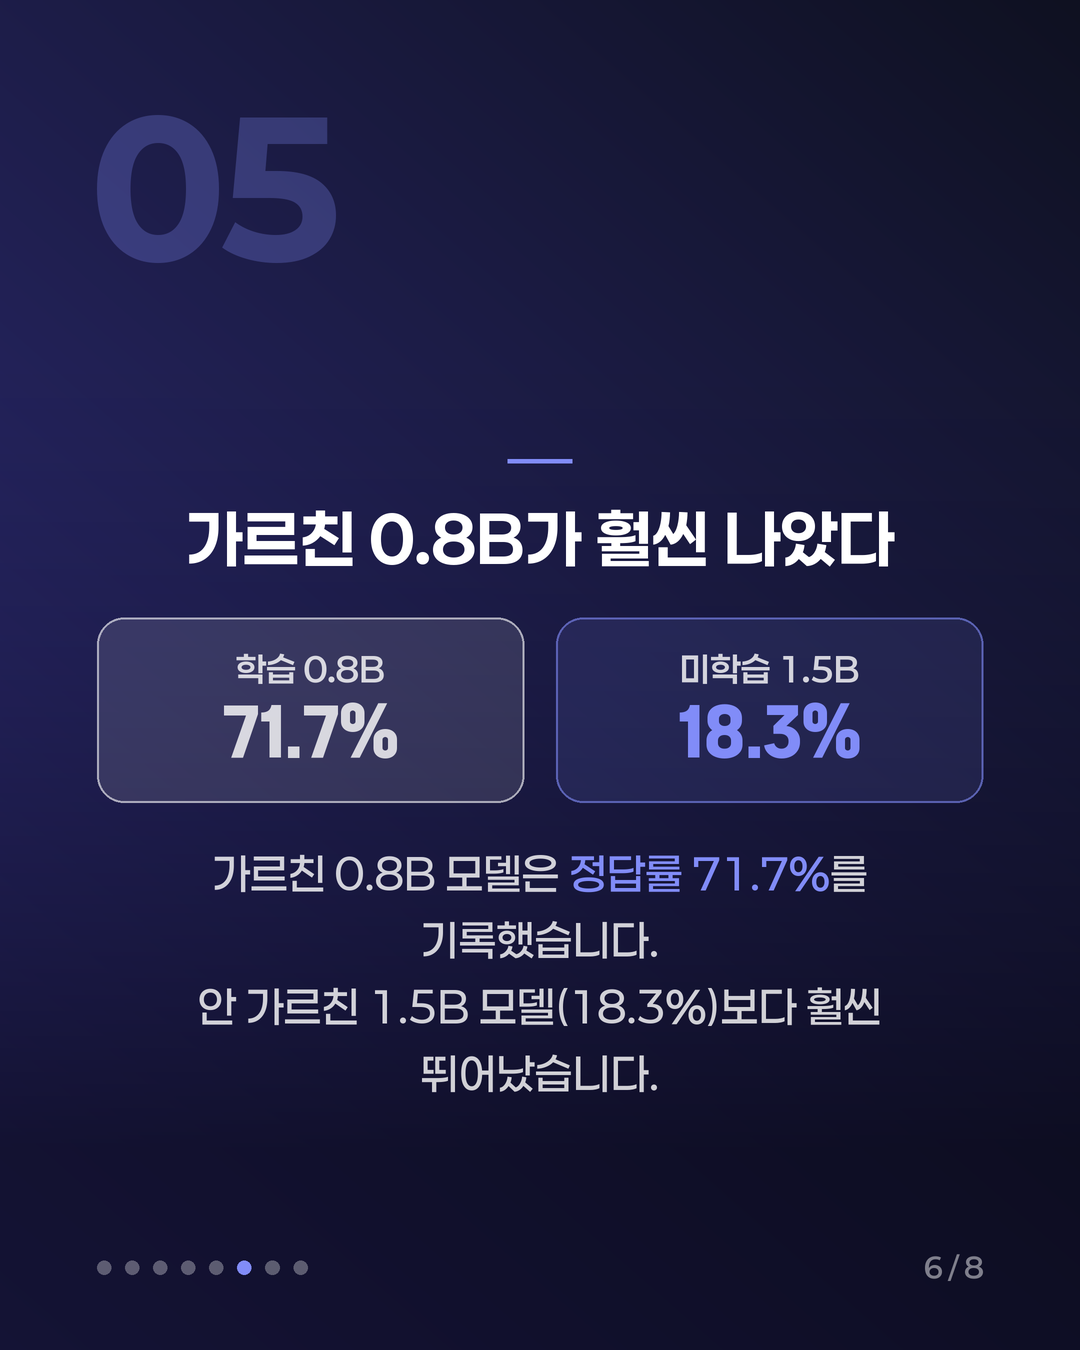 05
가르친 0.8B가 훨씬 나았다
학습 0.8B
71.7%
미학습 1.5B
18.3%
가르친 0.8B 모델은 정답률 71.7%를
기록했습니다.
안 가르친 1.5B 모델(18.3%)보다 훨씬
뛰어났습니다.
6/8